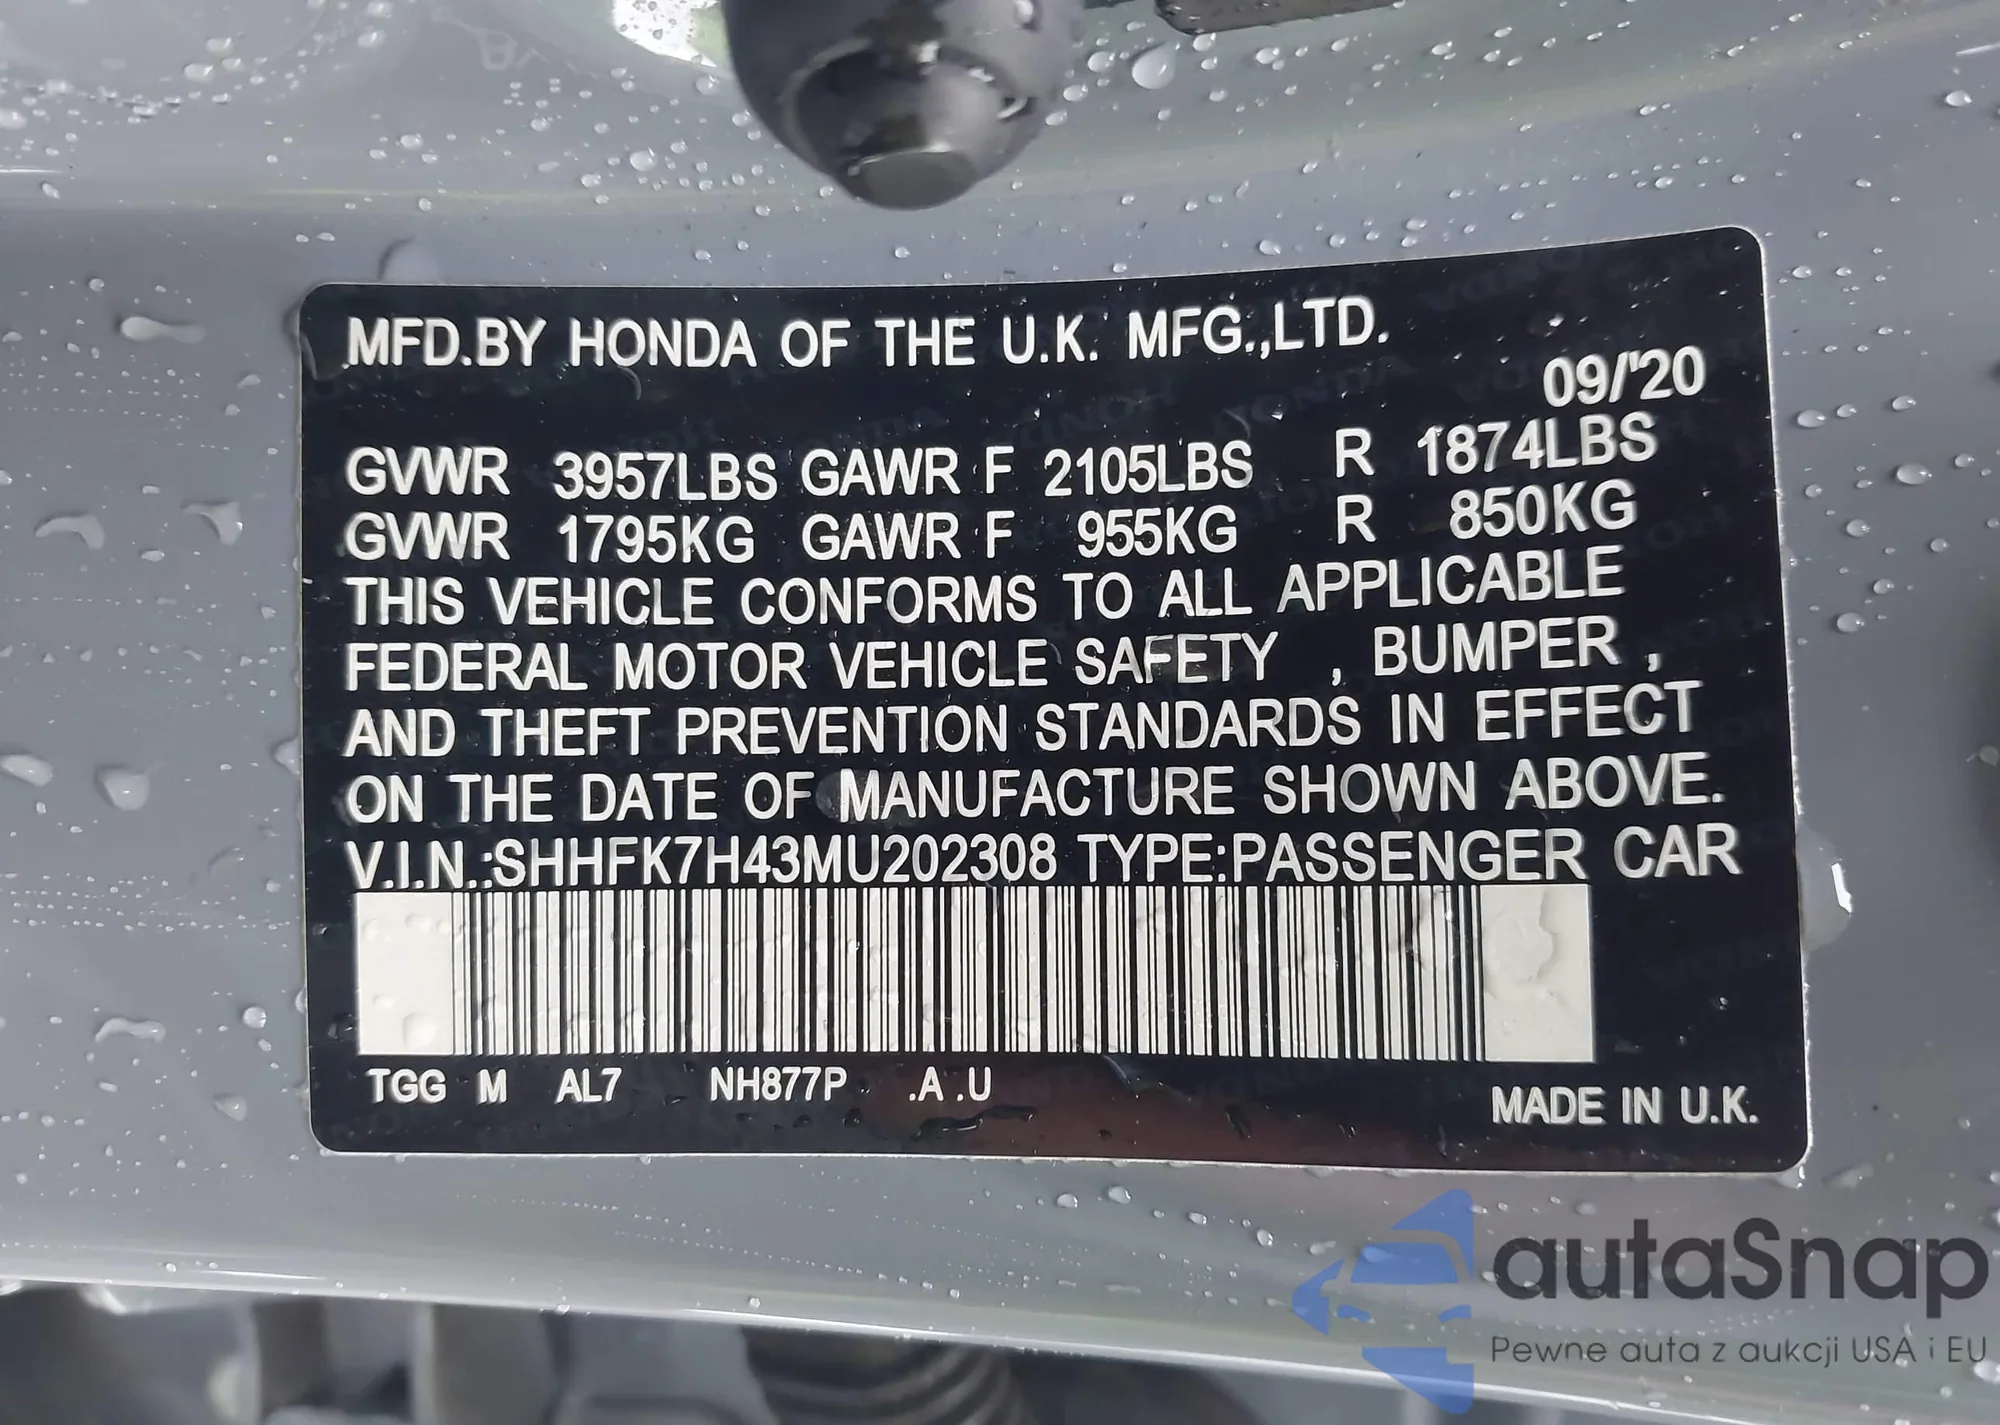 MFD.BY HONDA OF THE U.K. MFG.,LTD.
09/'20
GVWR 3957LBS GAWR F 2105LBS R 1874LBS
GVWR 1795KG GAWR F 955KG R 850KG
THIS VEHICLE CONFORMS TO ALL APPLICABLE
FEDERAL MOTOR VEHICLE SAFETY , BUMPER ,
AND THEFT PREVENTION STANDARDS IN EFFECT
ON THE DATE OF MANUFACTURE SHOWN ABOVE.
V.I.N.:SHHFK7H43MU202308 TYPE:PASSENGER CAR
TGG M AL7 NH877P .A .U
MADE IN U.K.
autaSnap
Pewne auta z aukcji USA i EU